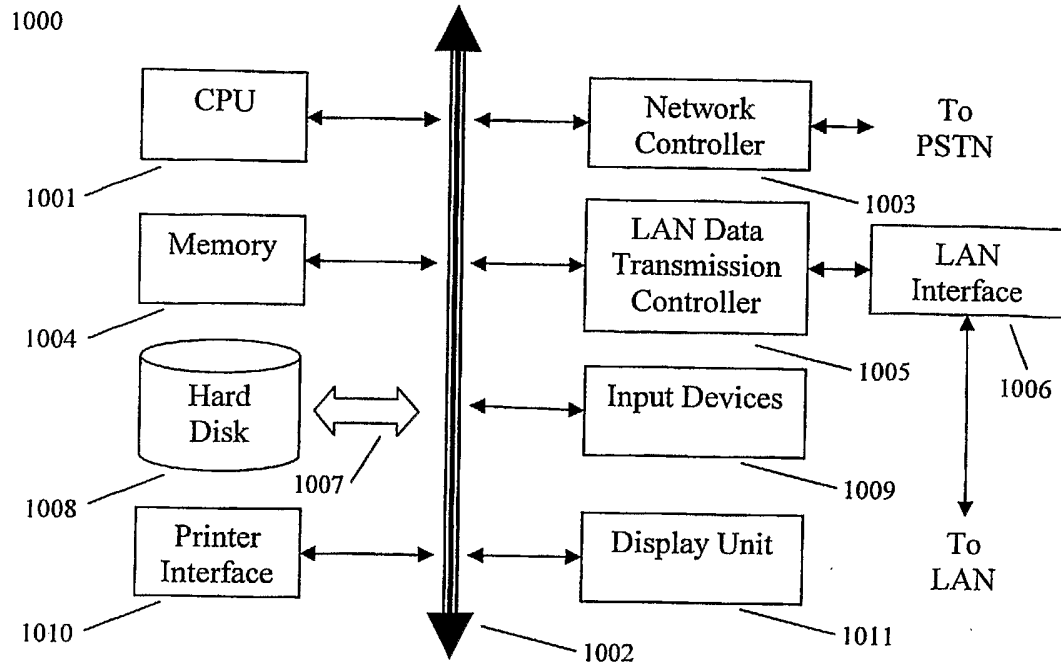 1000
CPU
1001
Network
Controller
1003
To
PSTN
Memory
1004
LAN Data
Transmission
Controller
1005
LAN
Interface
1006
Hard
Disk
1008
1007
Input Devices
1009
Printer
Interface
1010
Display Unit
1011
To
LAN
1002